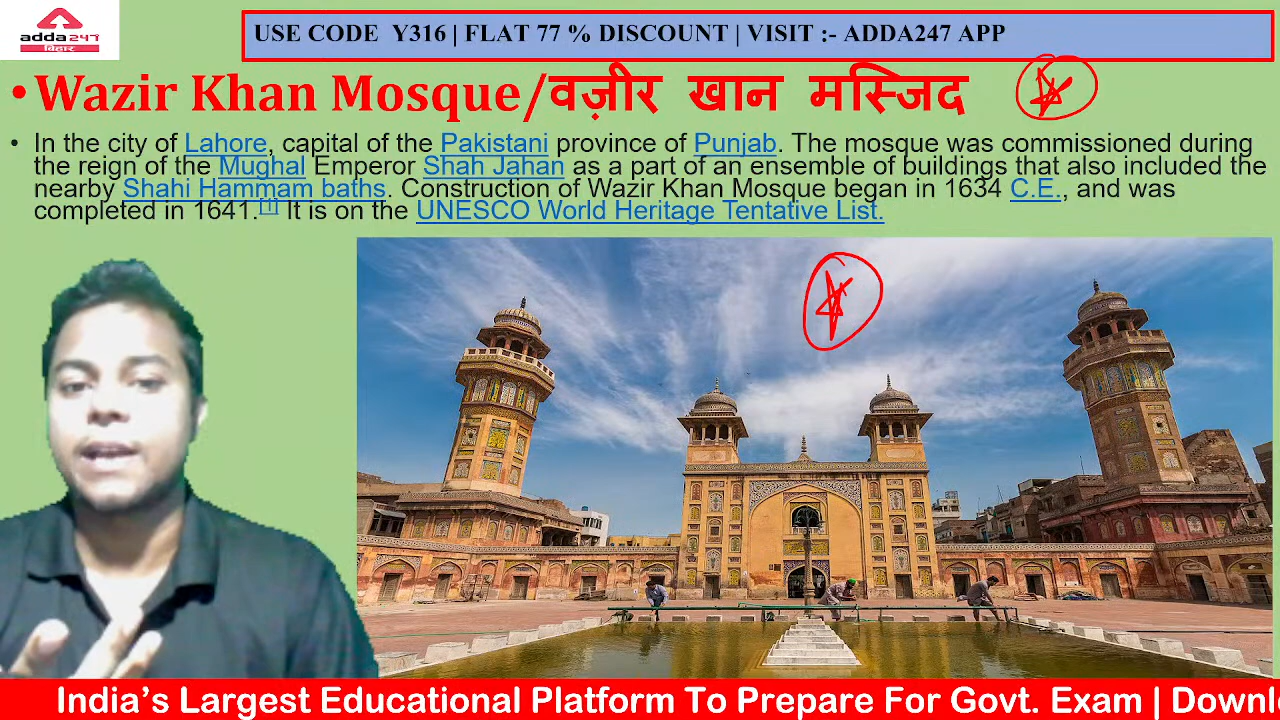 adda247
बिहार
USE CODE Y316 | FLAT 77 % DISCOUNT | VISIT :- ADDA247 APP
•Wazir Khan Mosque/वज़ीर खान मस्जिद
• In the city of Lahore, capital of the Pakistani province of Punjab. The mosque was commissioned during
the reign of the Mughal Emperor Shah Jahan as a part of an ensemble of buildings that also included the
nearby Shahi Hammam baths. Construction of Wazir Khan Mosque began in 1634 C.E., and was
completed in 1641.[1] It is on the UNESCO World Heritage Tentative List.
India's Largest Educational Platform To Prepare For Govt. Exam | Downl